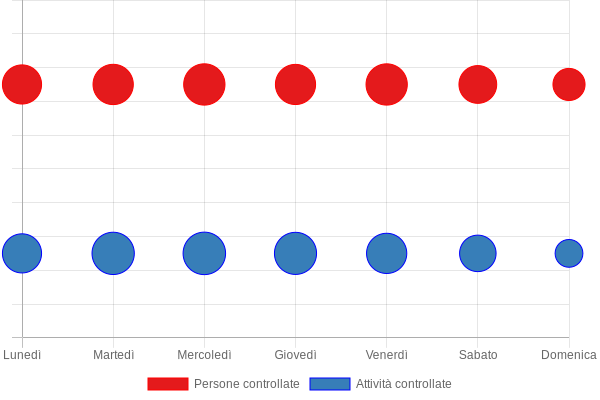 Lunedì Martedì Mercoledì Giovedì Venerdì Sabato Domenica
Persone controllate Attività controllate